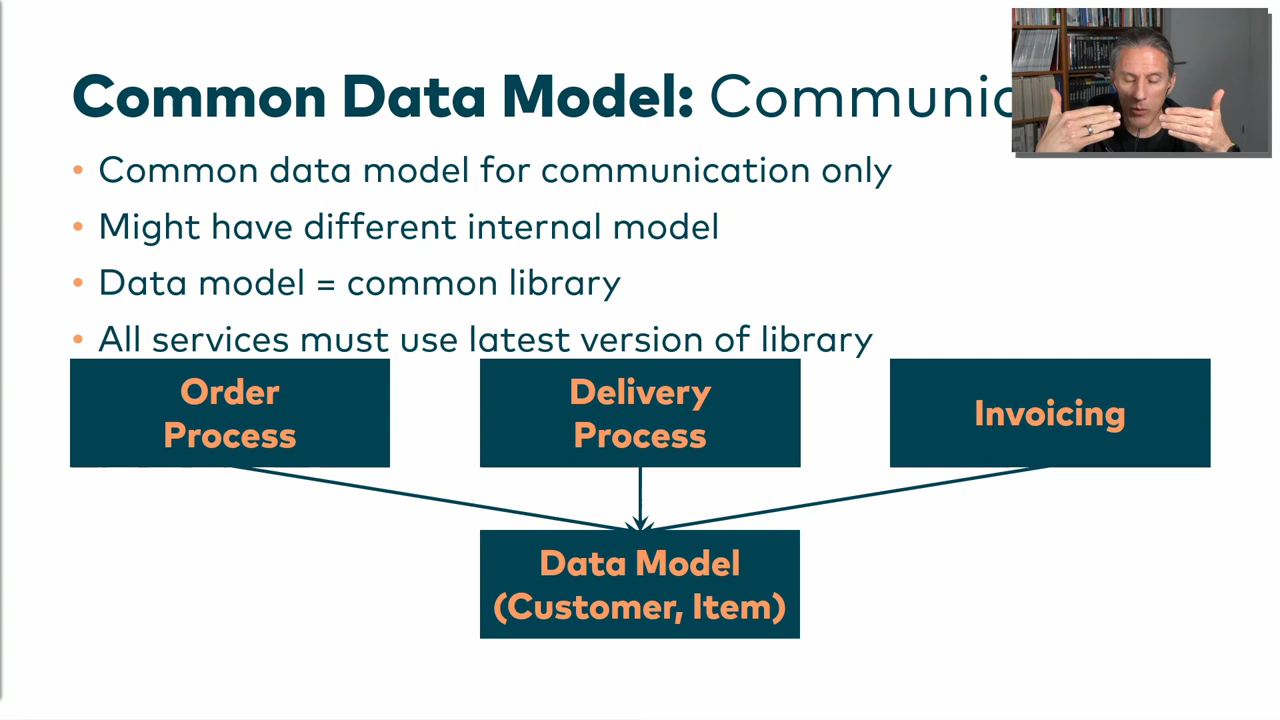 Common Data Model: Communic
• Common data model for communication only
• Might have different internal model
• Data model = common library
• All services must use latest version of library
Order
Process
Delivery
Process
Invoicing
Data Model
(Customer, Item)